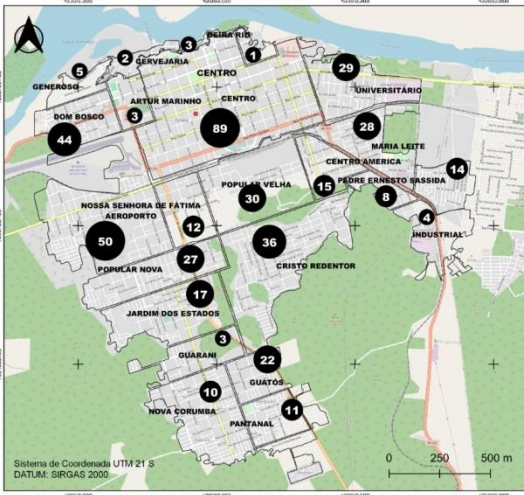 N
3
BEIRA RIO
1
2
CERVEJARIA
5
GENEROSO
CENTRO
29
UNIVERSITÁRIO
ARTUR MARINHO
CENTRO
3
DOM BOSCO
44
89
28
MARIA LEITE
CENTRO AMERICA
14
POPULAR VELHA
15
PADRE ERNESTO SASSIDA
30
8
NOSSA SENHORA DE FÁTIMA
AEROPORTO
12
4
INDUSTRIAL
50
36
27
POPULAR NOVA
CRISTO REDENTOR
17
JARDIM DOS ESTADOS
3
GUARANI
22
GUATÓS
10
NOVA CORUMBA
11
PANTANAL
Sistema de Coordenada UTM 21 S
DATUM: SIRGAS 2000
0 250 500 m